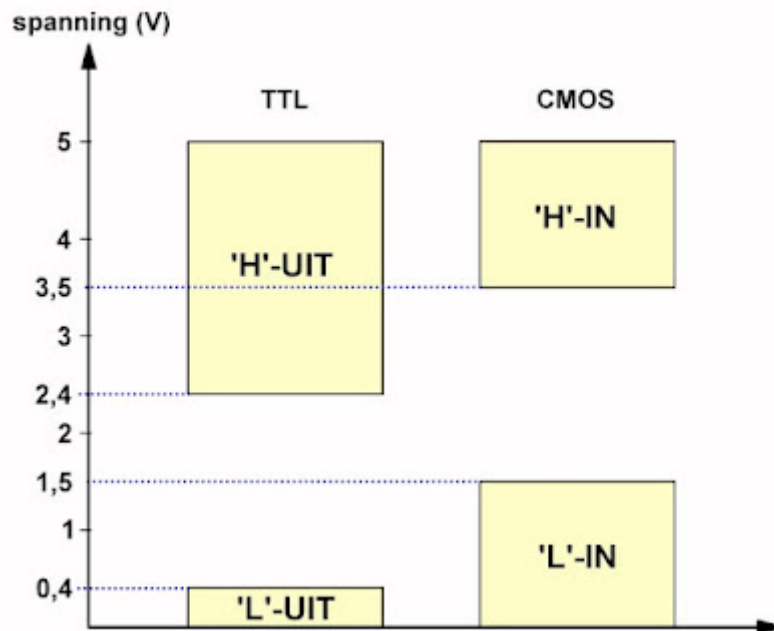 spanning (V)
TTL
CMOS
5
'H'-IN
4
'H'-UIT
3,5
3
2,4
2
1,5
1
'L'-IN
0,4
'L'-UIT